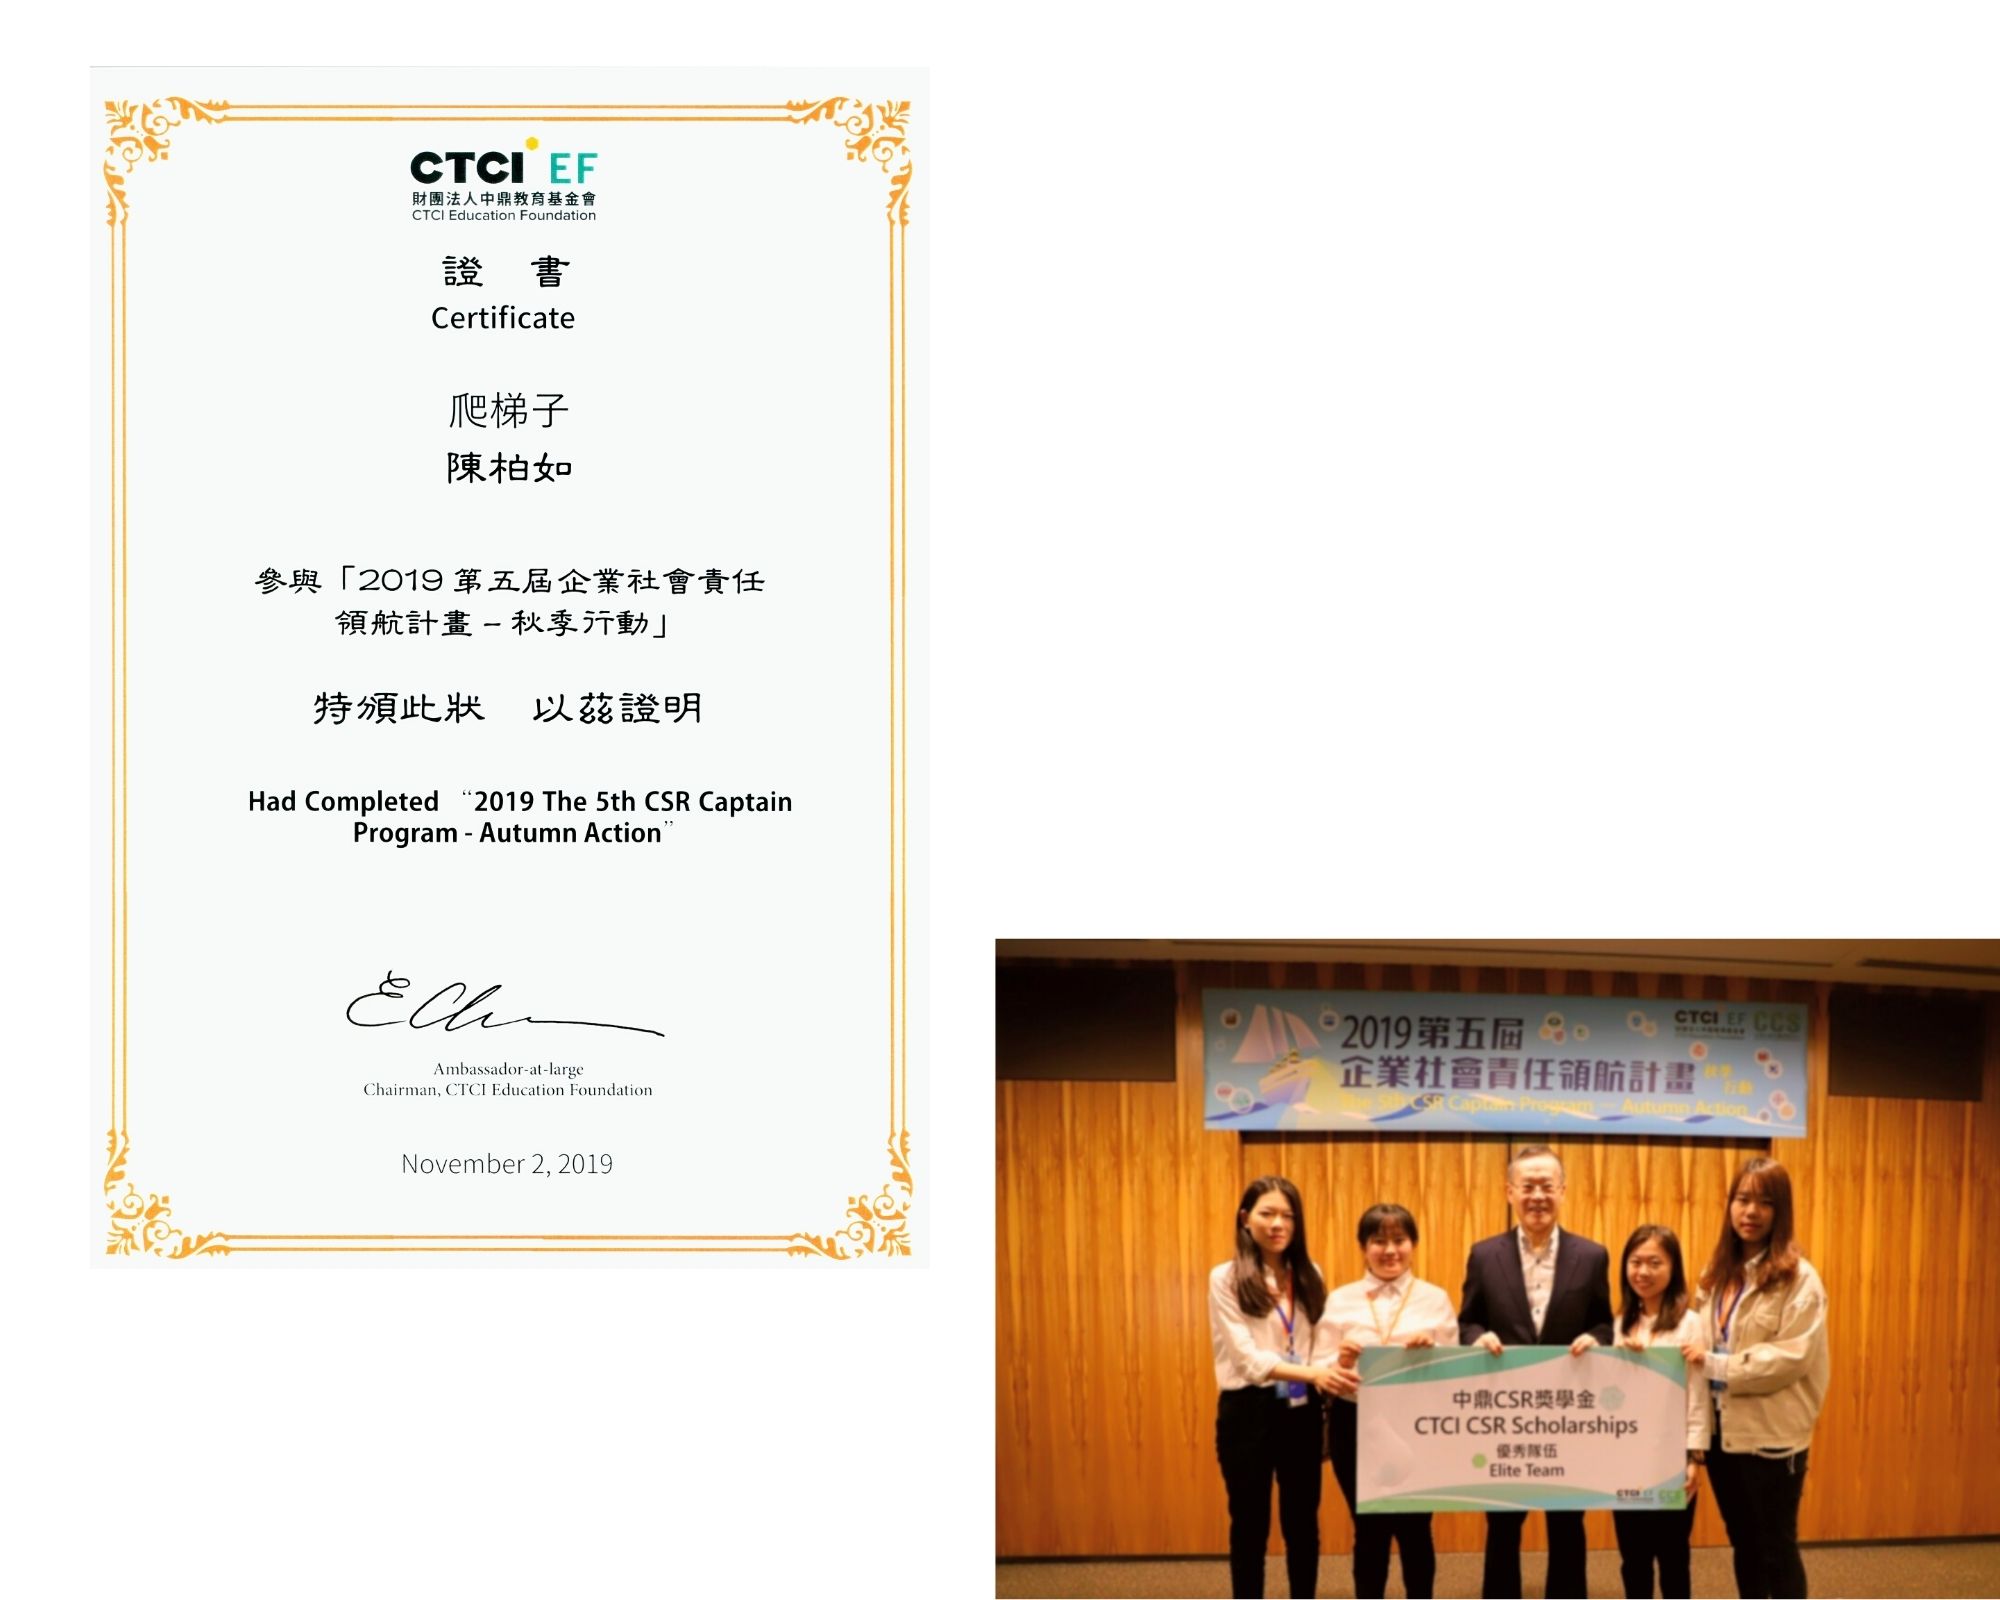 CTCI EF
財團法人中鼎教育基金會
CTCI Education Foundation
證 書
Certificate
爬梯子
陳柏如
參與「2019 第五屆企業社會責任
領航計畫 – 秋季行動」
特頒此狀 以茲證明
Had Completed “2019 The 5th CSR Captain
Program - Autumn Action”
Ambassador-at-large
Chairman, CTCI Education Foundation
November 2, 2019
CTCI EF CCS
2019第五屆
企業社會責任領航計畫 秋季
行動
The 5th CSR Captain Program — Autumn Action
中鼎CSR獎學金
CTCI CSR Scholarships
優秀隊伍
Elite Team
CTCI EF CCS